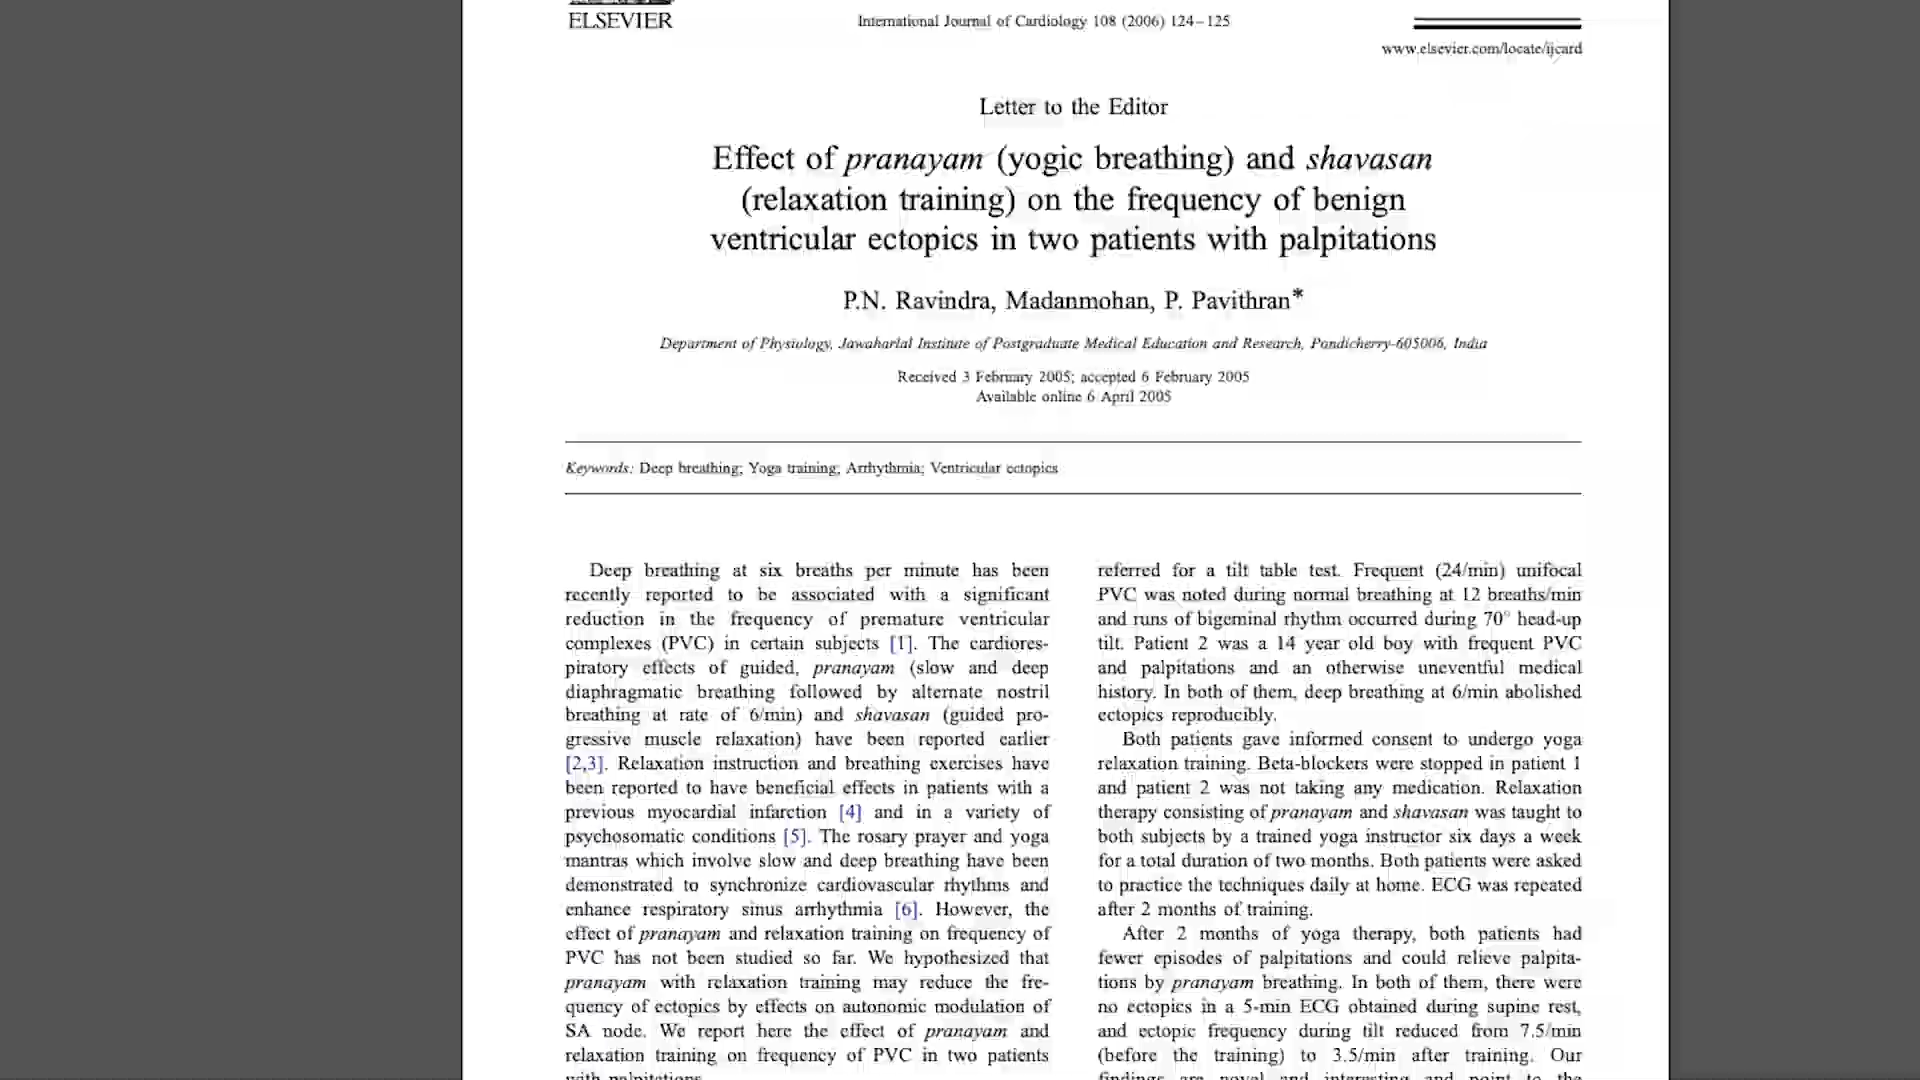 ELSEVIER
International Journal of Cardiology 108 (2006) 124–125
www.elsevier.com/locate/ijcard
Letter to the Editor
Effect of pranayam (yogic breathing) and shavasan
(relaxation training) on the frequency of benign
ventricular ectopics in two patients with palpitations
P.N. Ravindra, Madanmohan, P. Pavithran*
Department of Physiology, Jawaharlal Institute of Postgraduate Medical Education and Research, Pondicherry-605006, India
Received 3 February 2005; accepted 6 February 2005
Available online 6 April 2005
Keywords: Deep breathing; Yoga training; Arrhythmia; Ventricular ectopics
Deep breathing at six breaths per minute has been
recently reported to be associated with a significant
reduction in the frequency of premature ventricular
complexes (PVC) in certain subjects [1]. The cardiores-
piratory effects of guided, pranayam (slow and deep
diaphragmatic breathing followed by alternate nostril
breathing at rate of 6/min) and shavasan (guided pro-
gressive muscle relaxation) have been reported earlier
[2,3]. Relaxation instruction and breathing exercises have
been reported to have beneficial effects in patients with a
previous myocardial infarction [4] and in a variety of
psychosomatic conditions [5]. The rosary prayer and yoga
mantras which involve slow and deep breathing have been
demonstrated to synchronize cardiovascular rhythms and
enhance respiratory sinus arrhythmia [6]. However, the
effect of pranayam and relaxation training on frequency of
PVC has not been studied so far. We hypothesized that
pranayam with relaxation training may reduce the fre-
quency of ectopics by effects on autonomic modulation of
SA node. We report here the effect of pranayam and
relaxation training on frequency of PVC in two patients
with palpitations.
referred for a tilt table test. Frequent (24/min) unifocal
PVC was noted during normal breathing at 12 breaths/min
and runs of bigeminal rhythm occurred during 70° head-up
tilt. Patient 2 was a 14 year old boy with frequent PVC
and palpitations and an otherwise uneventful medical
history. In both of them, deep breathing at 6/min abolished
ectopics reproducibly.
Both patients gave informed consent to undergo yoga
relaxation training. Beta-blockers were stopped in patient 1
and patient 2 was not taking any medication. Relaxation
therapy consisting of pranayam and shavasan was taught to
both subjects by a trained yoga instructor six days a week
for a total duration of two months. Both patients were asked
to practice the techniques daily at home. ECG was repeated
after 2 months of training.
After 2 months of yoga therapy, both patients had
fewer episodes of palpitations and could relieve palpita-
tions by pranayam breathing. In both of them, there were
no ectopics in a 5-min ECG obtained during supine rest,
and ectopic frequency during tilt reduced from 7.5/min
(before the training) to 3.5/min after training. Our
findings are novel and interesting and point to the